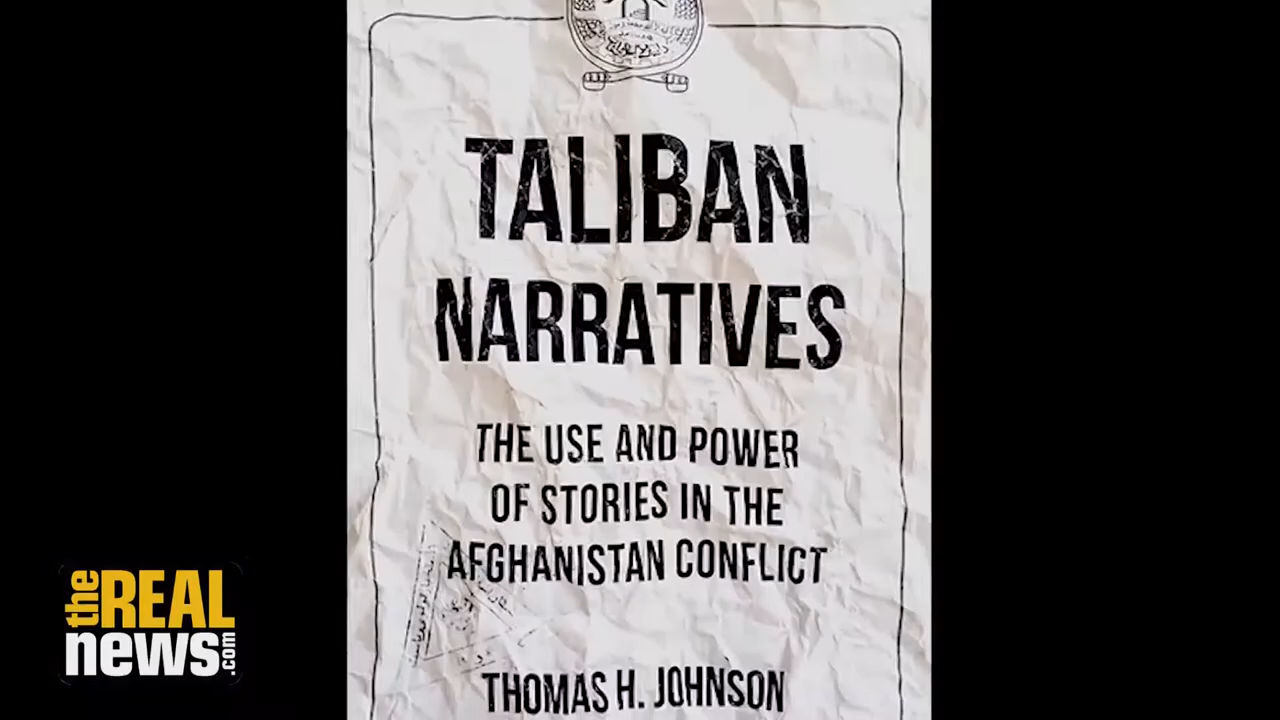 TALIBAN
NARRATIVES
THE USE AND POWER
OF STORIES IN THE
AFGHANISTAN CONFLICT
THOMAS H. JOHNSON
the REAL
news.com